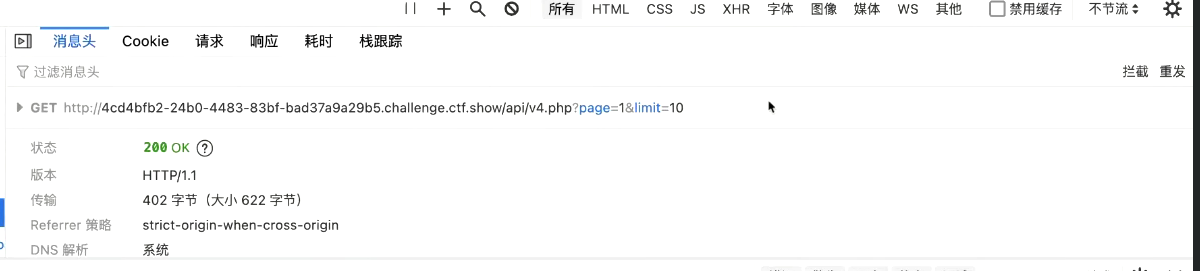 所有 HTML CSS JS XHR 字体 图像 媒体 WS 其他 禁用缓存 不节流
消息头 Cookie 请求 响应 耗时 栈跟踪
过滤消息头 拦截 重发
GET http://4cd4bfb2-24b0-4483-83bf-bad37a9a29b5.challenge.ctf.show/api/v4.php?page=1&limit=10
状态 200 OK
版本 HTTP/1.1
传输 402 字节（大小 622 字节）
Referrer 策略 strict-origin-when-cross-origin
DNS 解析 系统